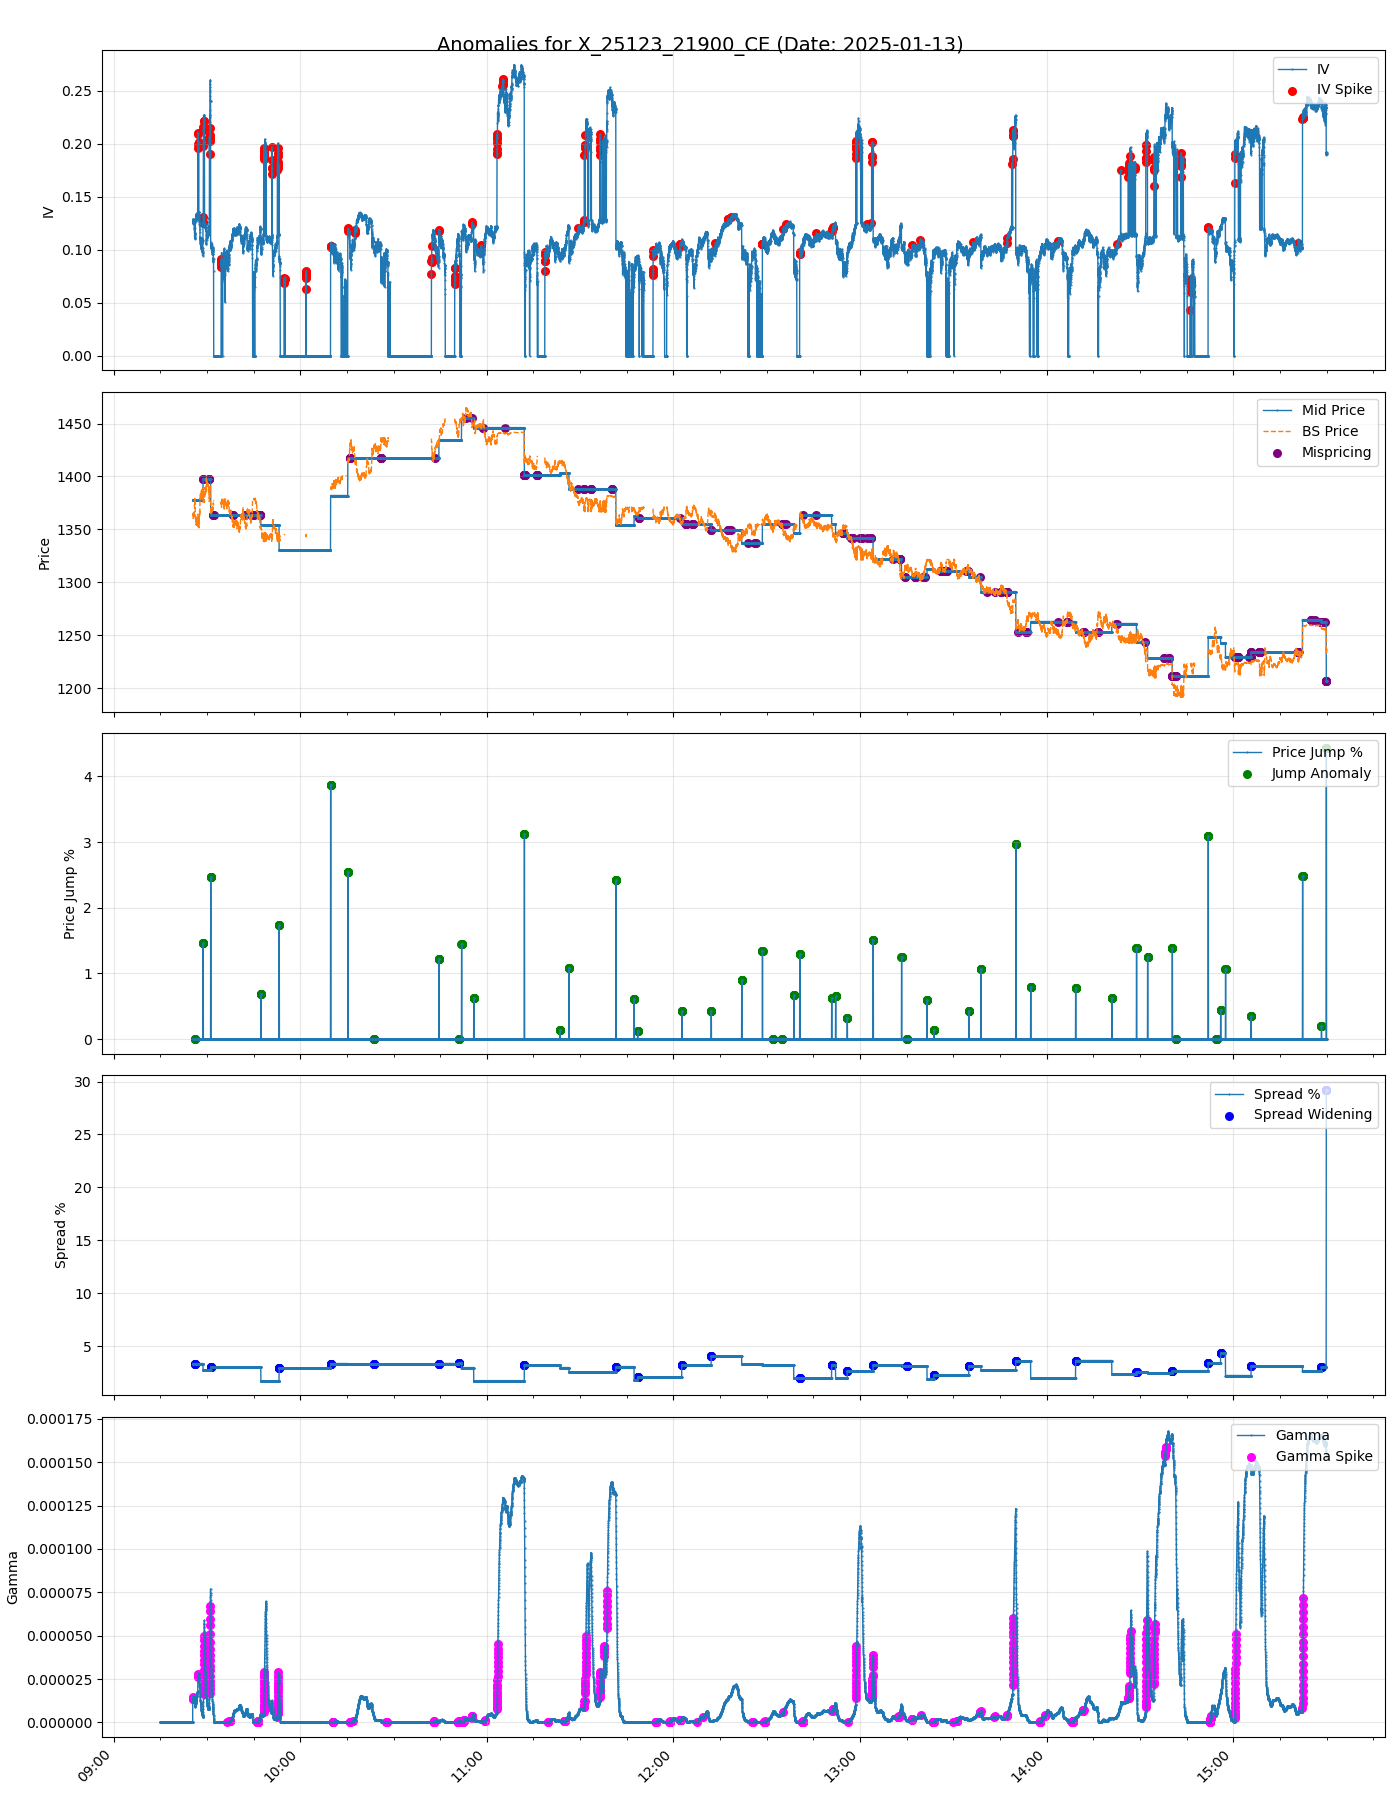 Anomalies for X_25123_21900_CE (Date: 2025-01-13)
IV
IV Spike
0.25
0.20
0.15
0.10
0.05
0.00
IV
Mid Price
BS Price
Mispricing
1450
1400
1350
1300
1250
1200
Price
Price Jump %
Jump Anomaly
4
3
2
1
0
Price Jump %
Spread %
Spread Widening
30
25
20
15
10
5
Spread %
Gamma
Gamma Spike
0.000175
0.000150
0.000125
0.000100
0.000075
0.000050
0.000025
0.000000
Gamma
09:00
10:00
11:00
12:00
13:00
14:00
15:00